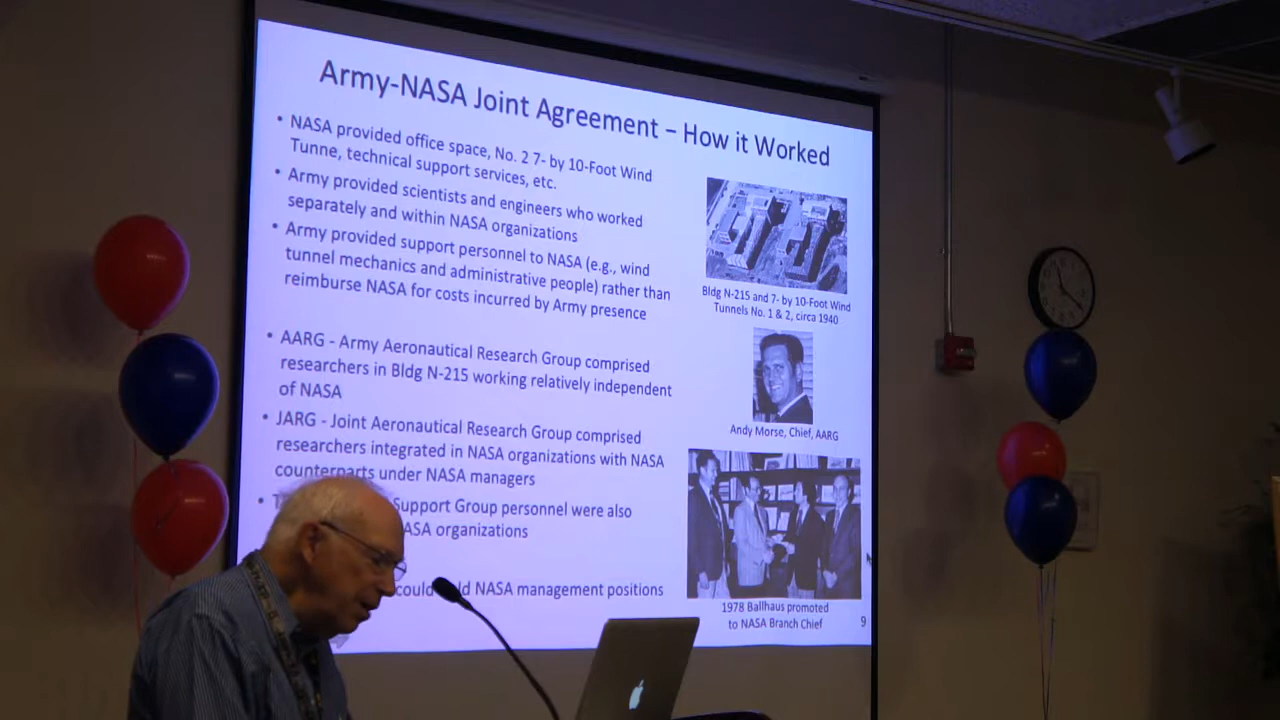 Army-NASA Joint Agreement – How it Worked
• NASA provided office space, No. 2 7- by 10-Foot Wind
Tunne, technical support services, etc.
• Army provided scientists and engineers who worked
separately and within NASA organizations
• Army provided support personnel to NASA (e.g., wind
tunnel mechanics and administrative people) rather than
reimburse NASA for costs incurred by Army presence
• AARG - Army Aeronautical Research Group comprised
researchers in Bldg N-215 working relatively independent
of NASA
• JARG - Joint Aeronautical Research Group comprised
researchers integrated in NASA organizations with NASA
counterparts under NASA managers
• Support Group personnel were also
NASA organizations
could NASA management positions
Bldg N-215 and 7- by 10-Foot Wind
Tunnels No. 1 & 2, circa 1940
Andy Morse, Chief, AARG
1978 Ballhaus promoted
to NASA Branch Chief
9